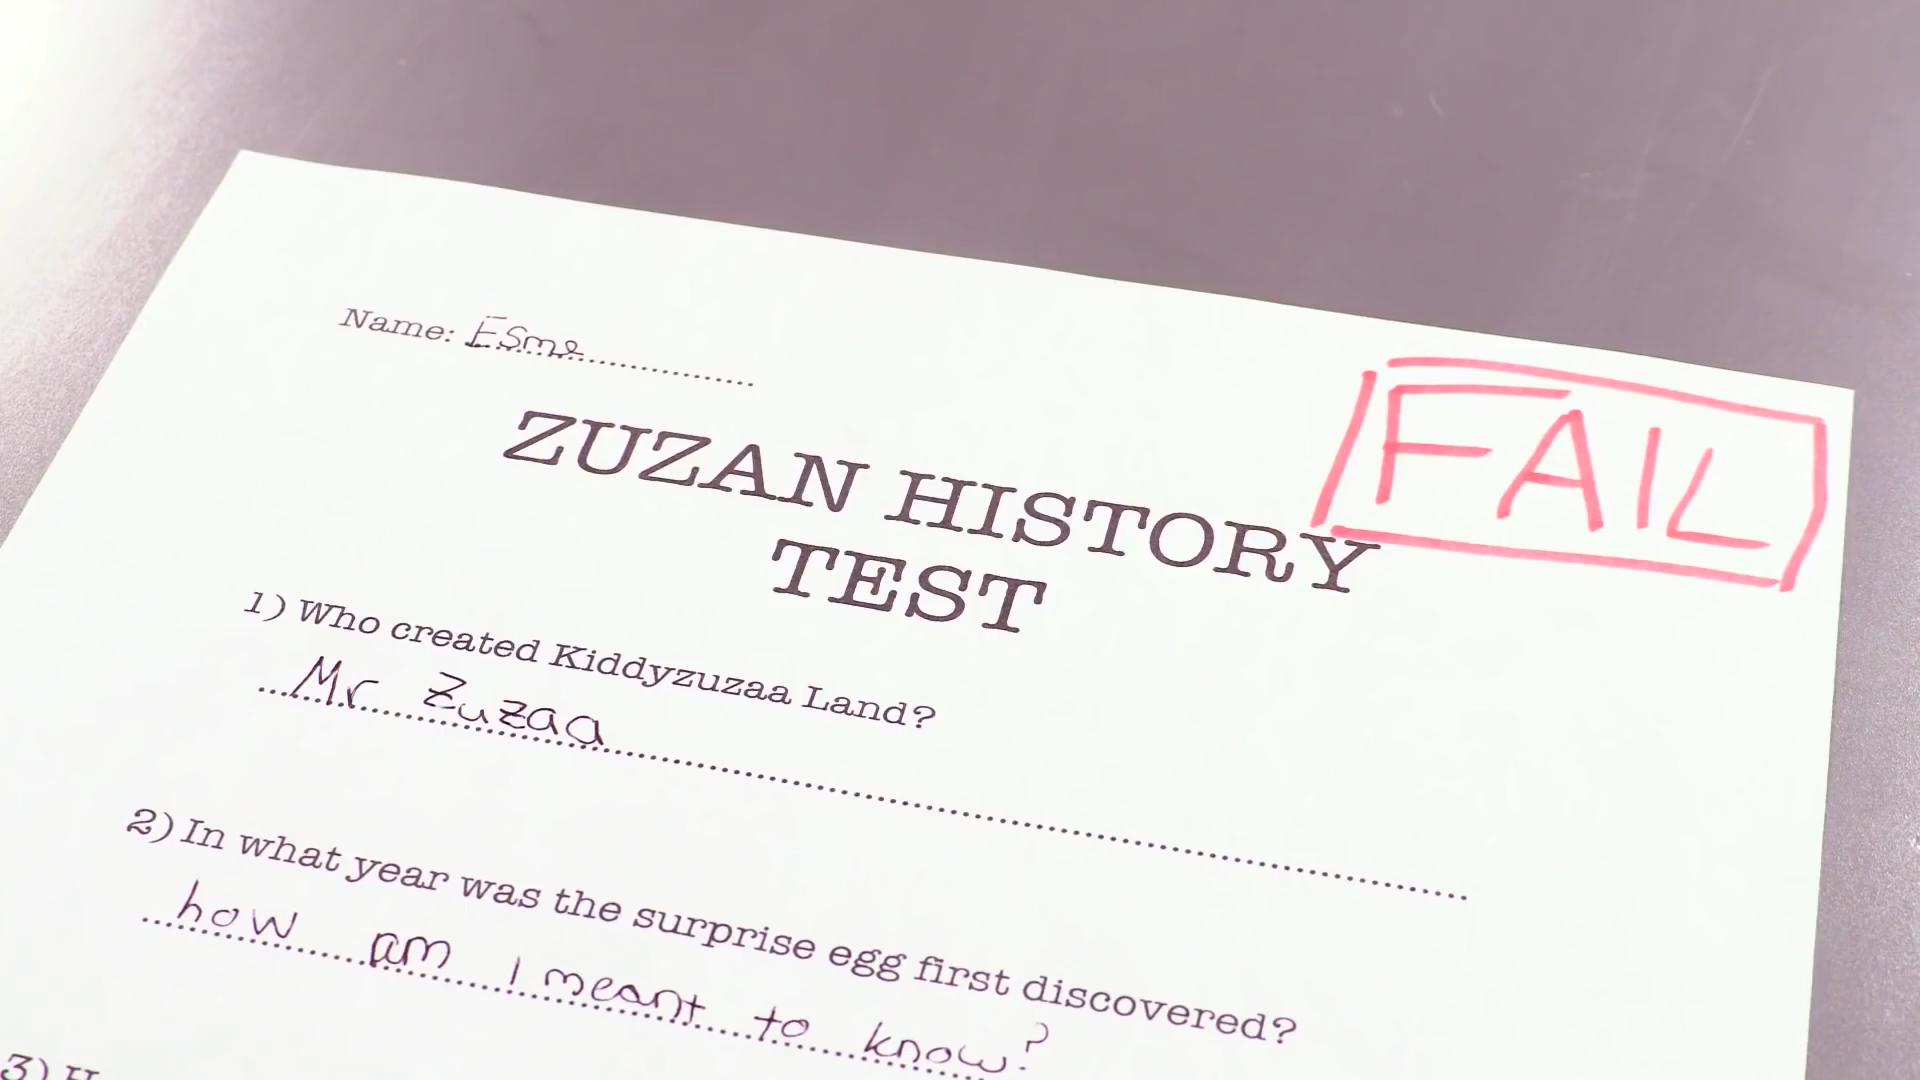 Name: Esme
FAIL
ZUZAN HISTORY
TEST
1) Who created Kiddyzuzaa Land?
Mr Zuzaa
2) In what year was the surprise egg first discovered?
how am I meant to know?
3)